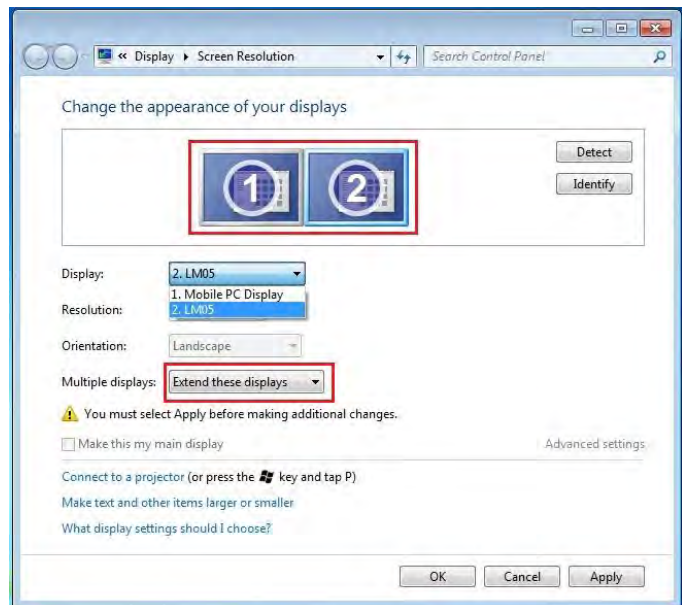 « Display ▸ Screen Resolution
Search Control Panel
Change the appearance of your displays
1
2
Detect
Identify
Display:
2. LM05
1. Mobile PC Display
2. LM05
Resolution:
Orientation:
Landscape
Multiple displays:
Extend these displays
You must select Apply before making additional changes.
Make this my main display
Advanced settings
Connect to a projector (or press the key and tap P)
Make text and other items larger or smaller
What display settings should I choose?
OK
Cancel
Apply